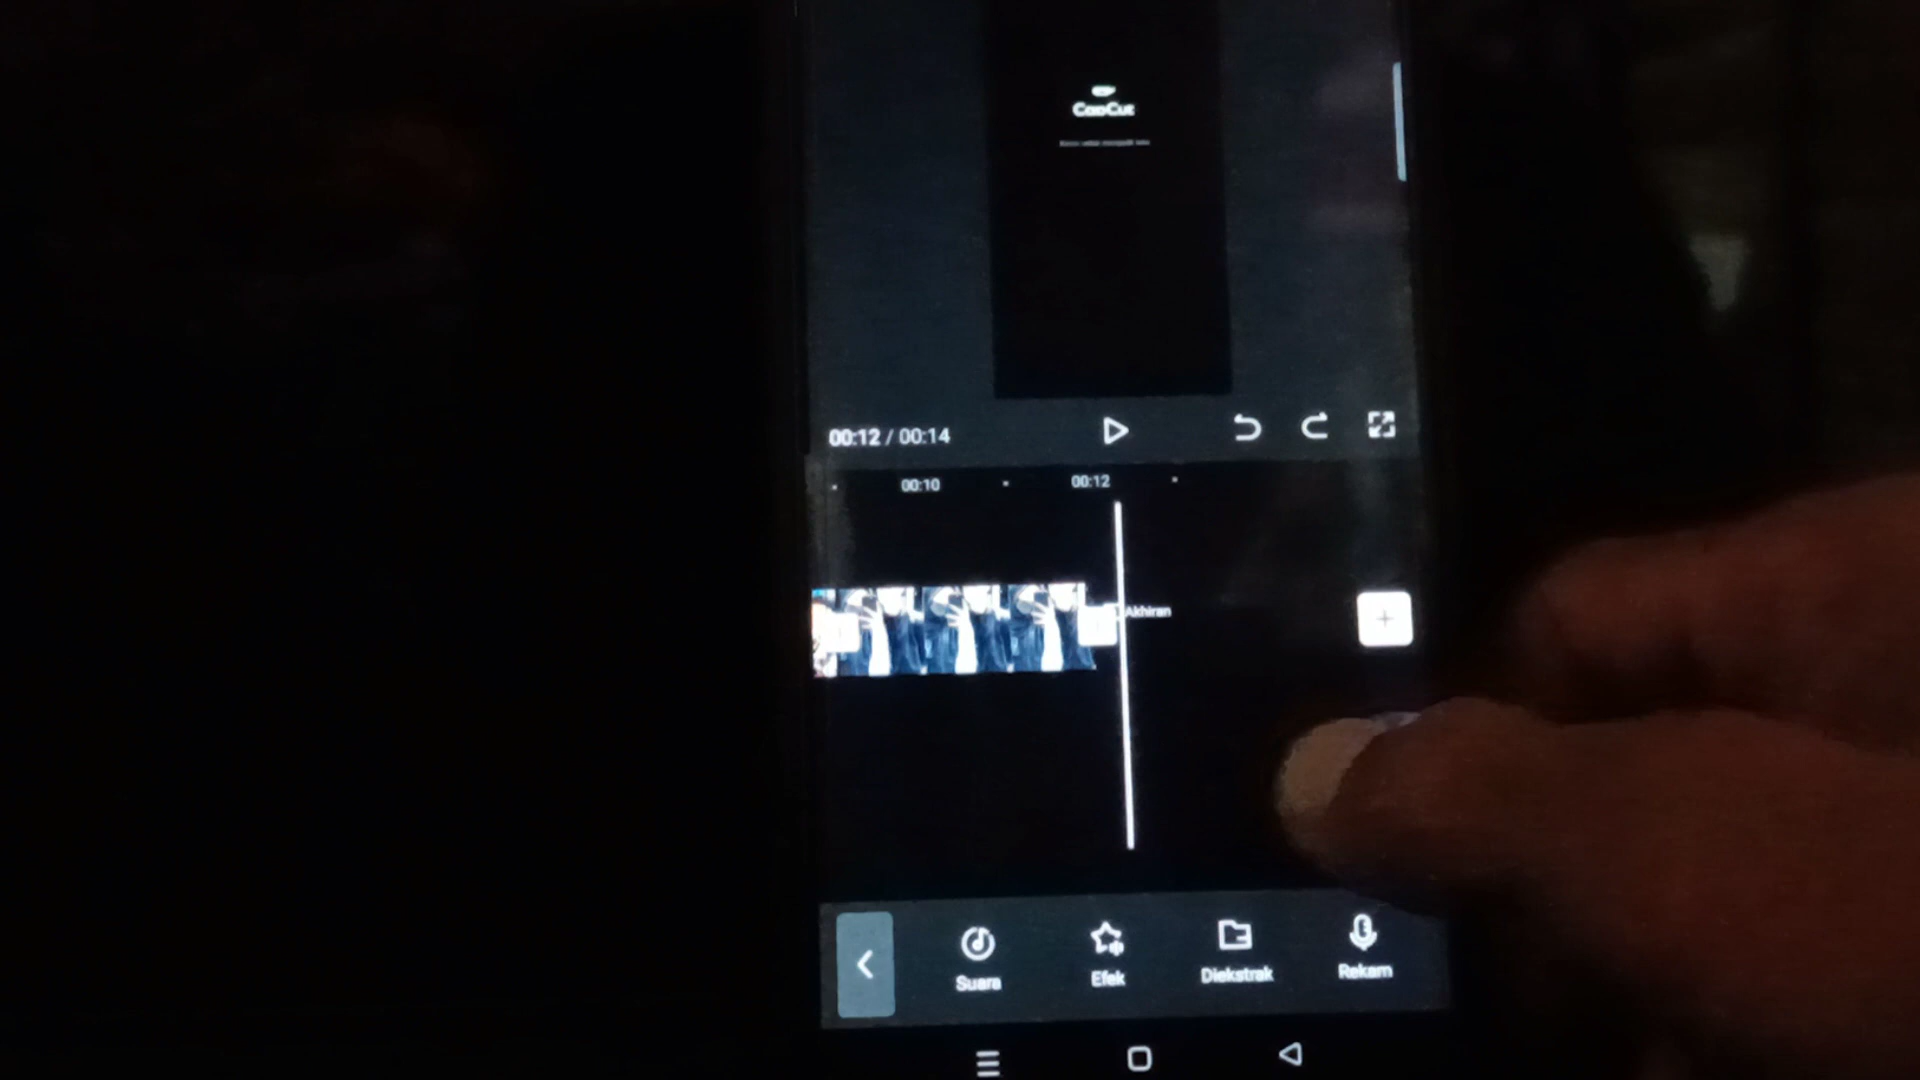 CapCut
00:12 / 00:14
00:10
00:12
Akhiran
Suara
Efek
Diekstrak
Rekam